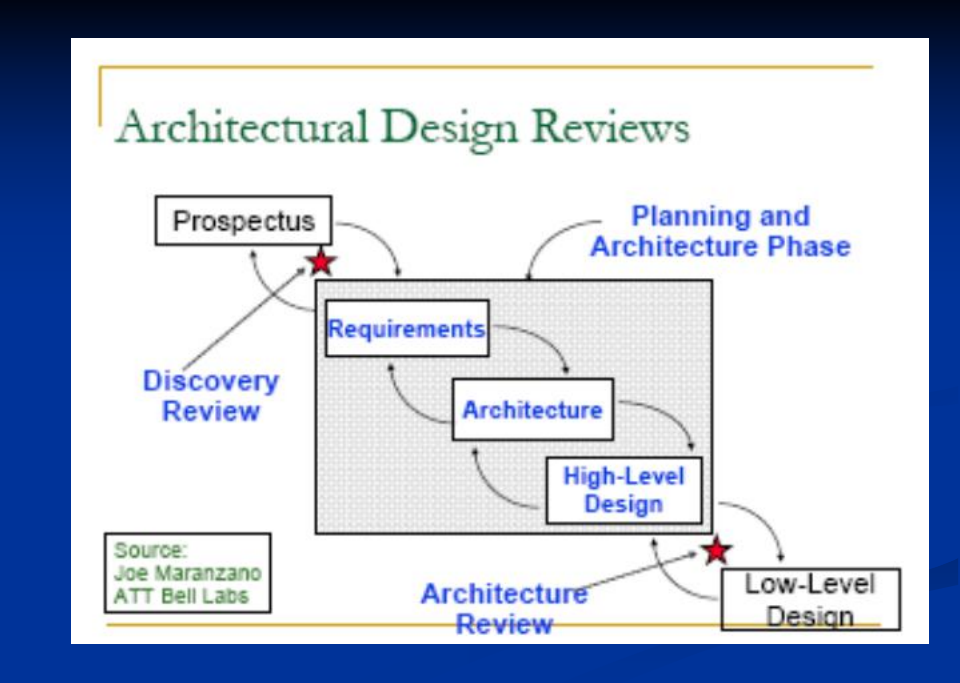 Architectural Design Reviews
Prospectus
Planning and
Architecture Phase
Requirements
Discovery
Review
Architecture
High-Level
Design
Source:
Joe Maranzano
ATT Bell Labs
Architecture
Review
Low-Level
Design